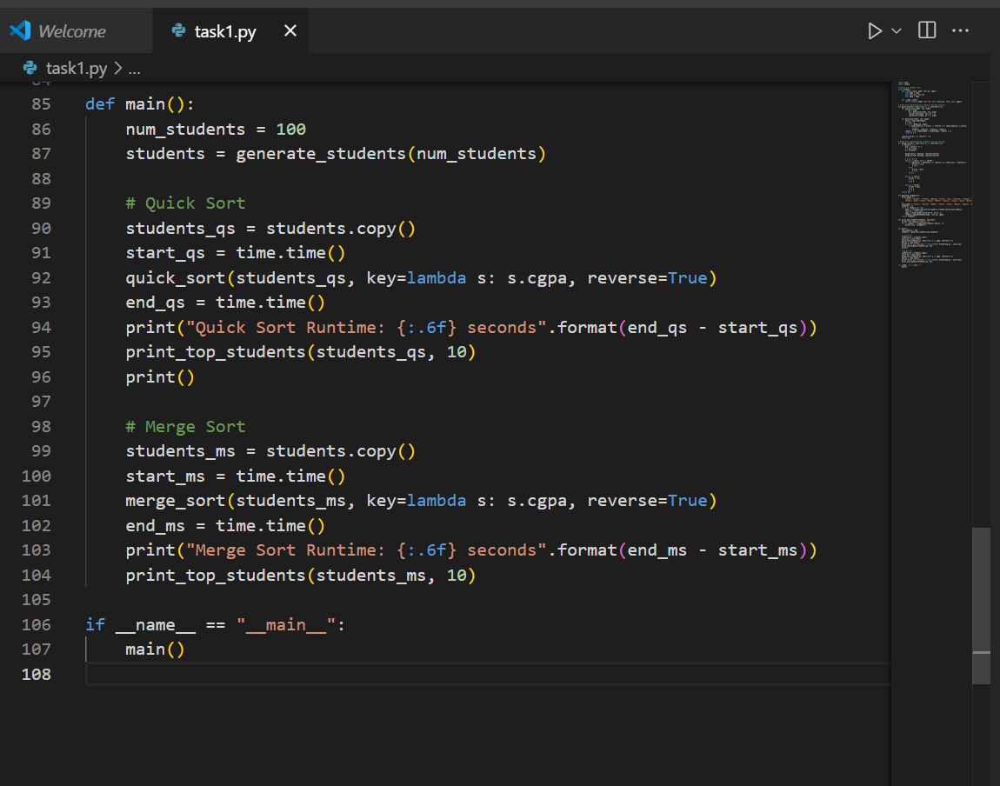 Welcome
task1.py
task1.py > ...
85 def main():
86 num_students = 100
87 students = generate_students(num_students)
88
89 # Quick Sort
90 students_qs = students.copy()
91 start_qs = time.time()
92 quick_sort(students_qs, key=lambda s: s.cgpa, reverse=True)
93 end_qs = time.time()
94 print("Quick Sort Runtime: {:.6f} seconds".format(end_qs - start_qs))
95 print_top_students(students_qs, 10)
96 print()
97
98 # Merge Sort
99 students_ms = students.copy()
100 start_ms = time.time()
101 merge_sort(students_ms, key=lambda s: s.cgpa, reverse=True)
102 end_ms = time.time()
103 print("Merge Sort Runtime: {:.6f} seconds".format(end_ms - start_ms))
104 print_top_students(students_ms, 10)
105
106 if __name__ == "__main__":
107 main()
108